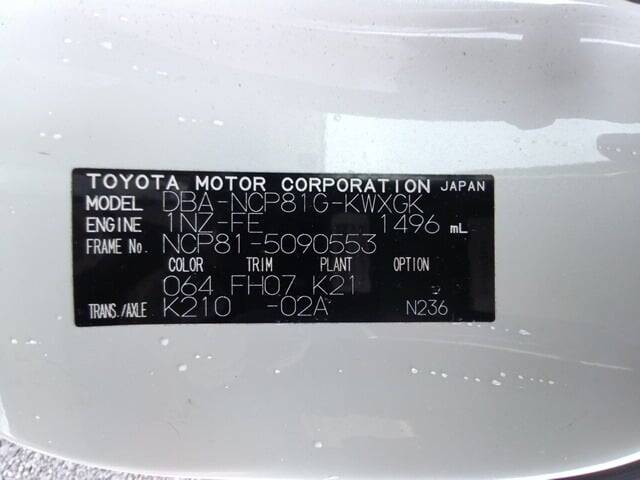 TOYOTA MOTOR CORPORATION JAPAN
MODEL DBA-NCP81G-KWXGK
ENGINE 1NZ-FE 1496 mL
FRAME No. NCP81-5090553
COLOR TRIM PLANT OPTION
064 FH07 K21
TRANS./AXLE K210 -02A N236